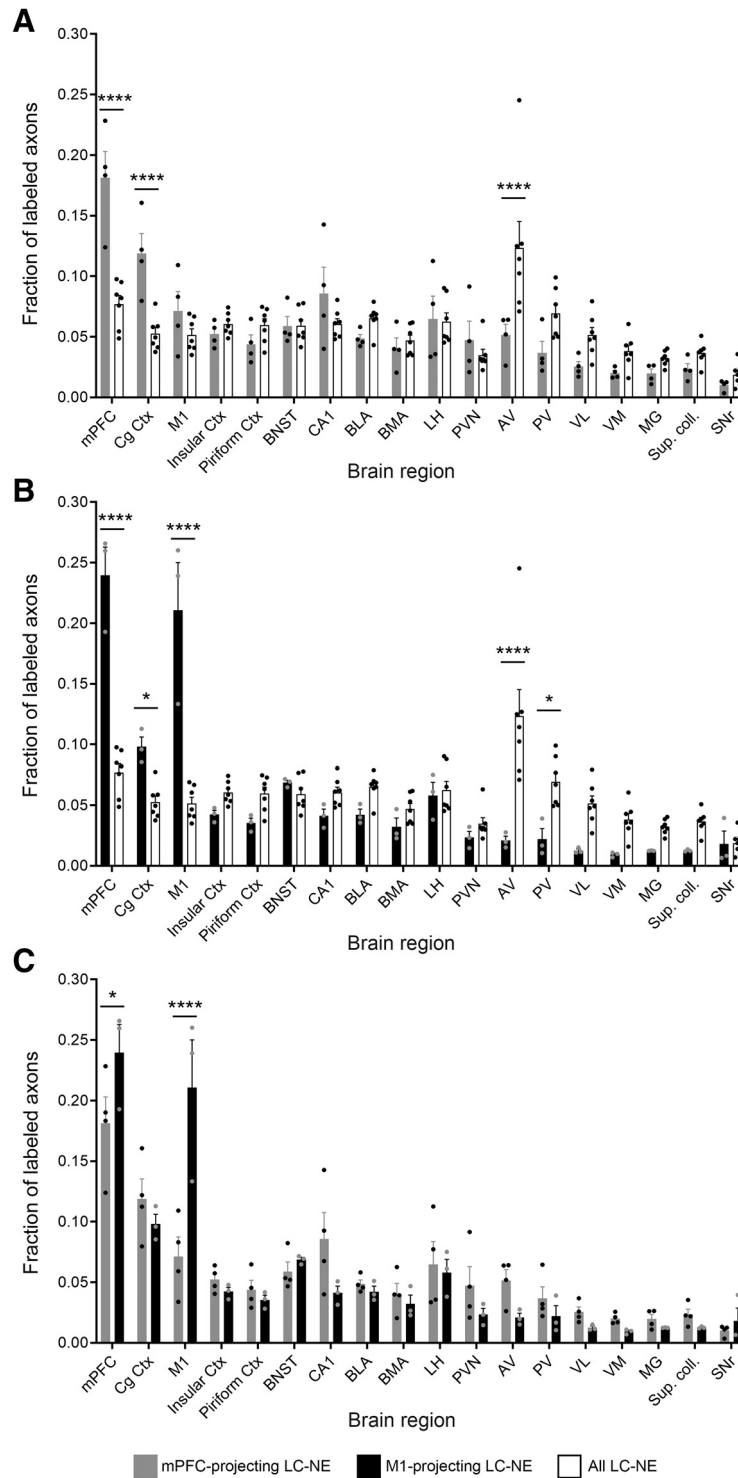 A
0.30
0.25
0.20
0.15
0.10
0.05
0.00
Fraction of labeled axons
**** **** ****
mPFC Cg Ctx M1 Insular Ctx Piriform Ctx BNST CA1 BLA BMA LH PVN AV PV VL VM MG Sup. coll. SNr
Brain region
B
0.30
0.25
0.20
0.15
0.10
0.05
0.00
Fraction of labeled axons
**** * **** **** *
mPFC Cg Ctx M1 Insular Ctx Piriform Ctx BNST CA1 BLA BMA LH PVN AV PV VL VM MG Sup. coll. SNr
Brain region
C
0.30
0.25
0.20
0.15
0.10
0.05
0.00
Fraction of labeled axons
* ****
mPFC Cg Ctx M1 Insular Ctx Piriform Ctx BNST CA1 BLA BMA LH PVN AV PV VL VM MG Sup. coll. SNr
Brain region
mPFC-projecting LC-NE M1-projecting LC-NE All LC-NE